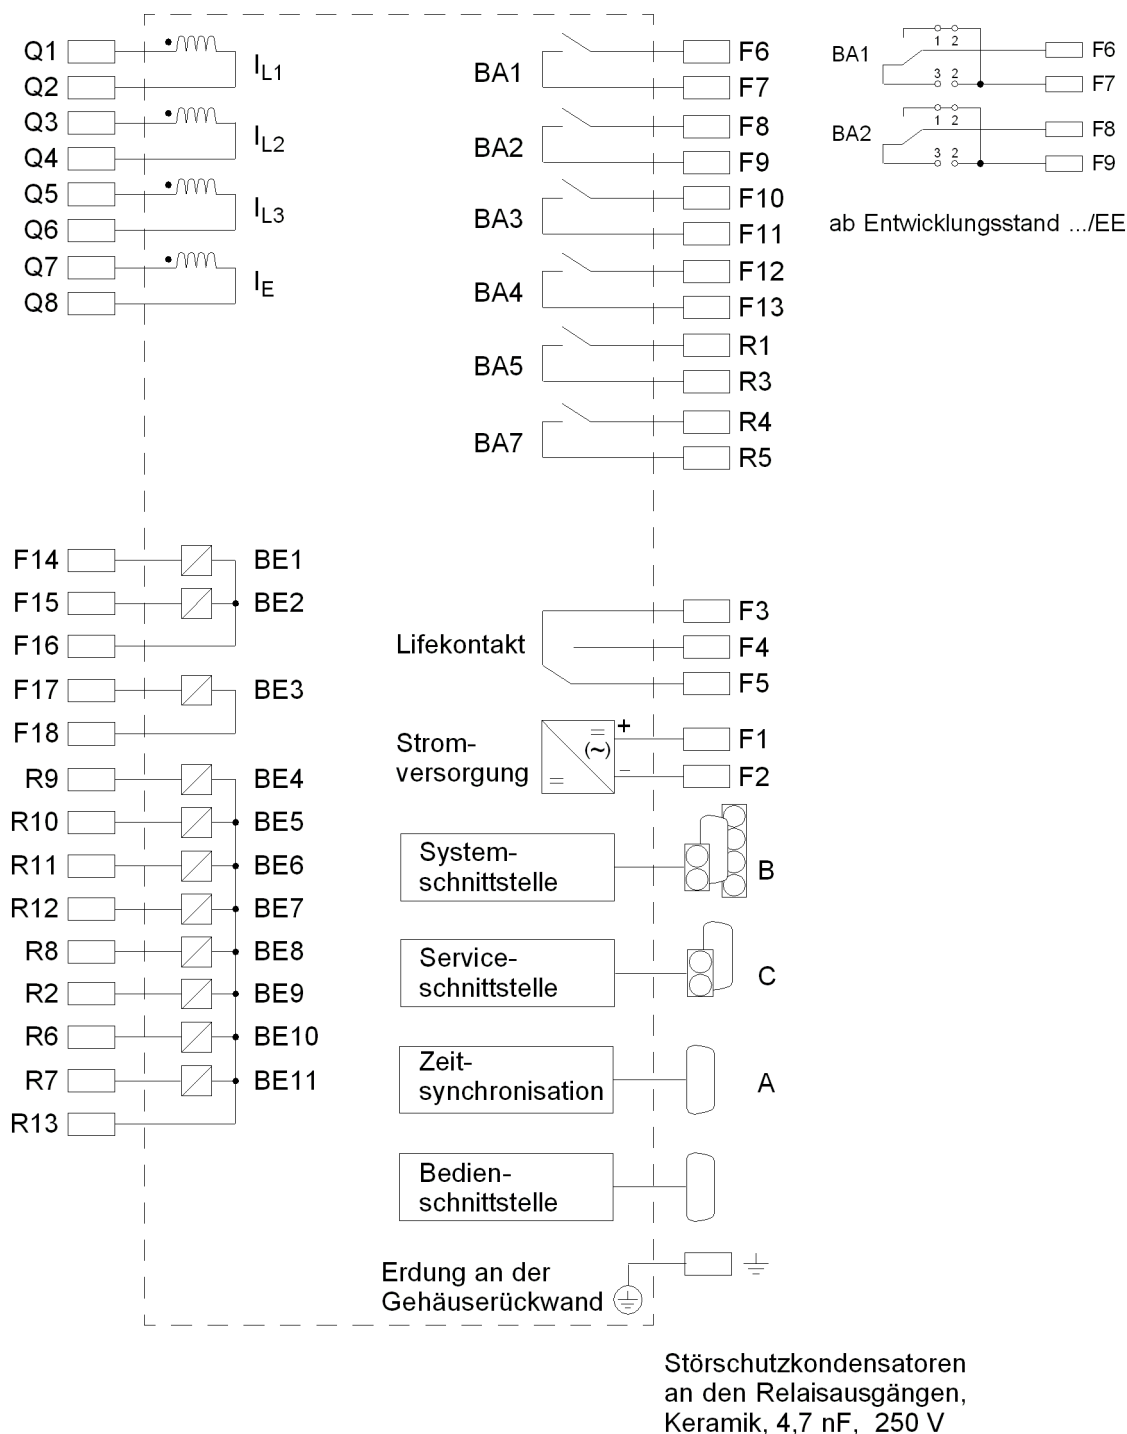 Q1
Q2
I L1
Q3
Q4
I L2
Q5
Q6
I L3
Q7
Q8
I E
BA1
F6
F7
BA2
F8
F9
BA3
F10
F11
BA4
F12
F13
BA5
R1
R3
BA7
R4
R5
BA1
1 2
3 2
F6
F7
BA2
1 2
3 2
F8
F9
ab Entwicklungsstand .../EE
F14 BE1
F15 BE2
F16
F17 BE3
F18
R9 BE4
R10 BE5
R11 BE6
R12 BE7
R8 BE8
R2 BE9
R6 BE10
R7 BE11
R13
Lifekontakt
F3
F4
F5
Strom-
versorgung
= (~)
=
+
−
F1
F2
System-
schnittstelle
B
Service-
schnittstelle
C
Zeit-
synchronisation
A
Bedien-
schnittstelle
Erdung an der
Gehäuserückwand
Störschutzkondensatoren
an den Relaisausgängen,
Keramik, 4,7 nF, 250 V